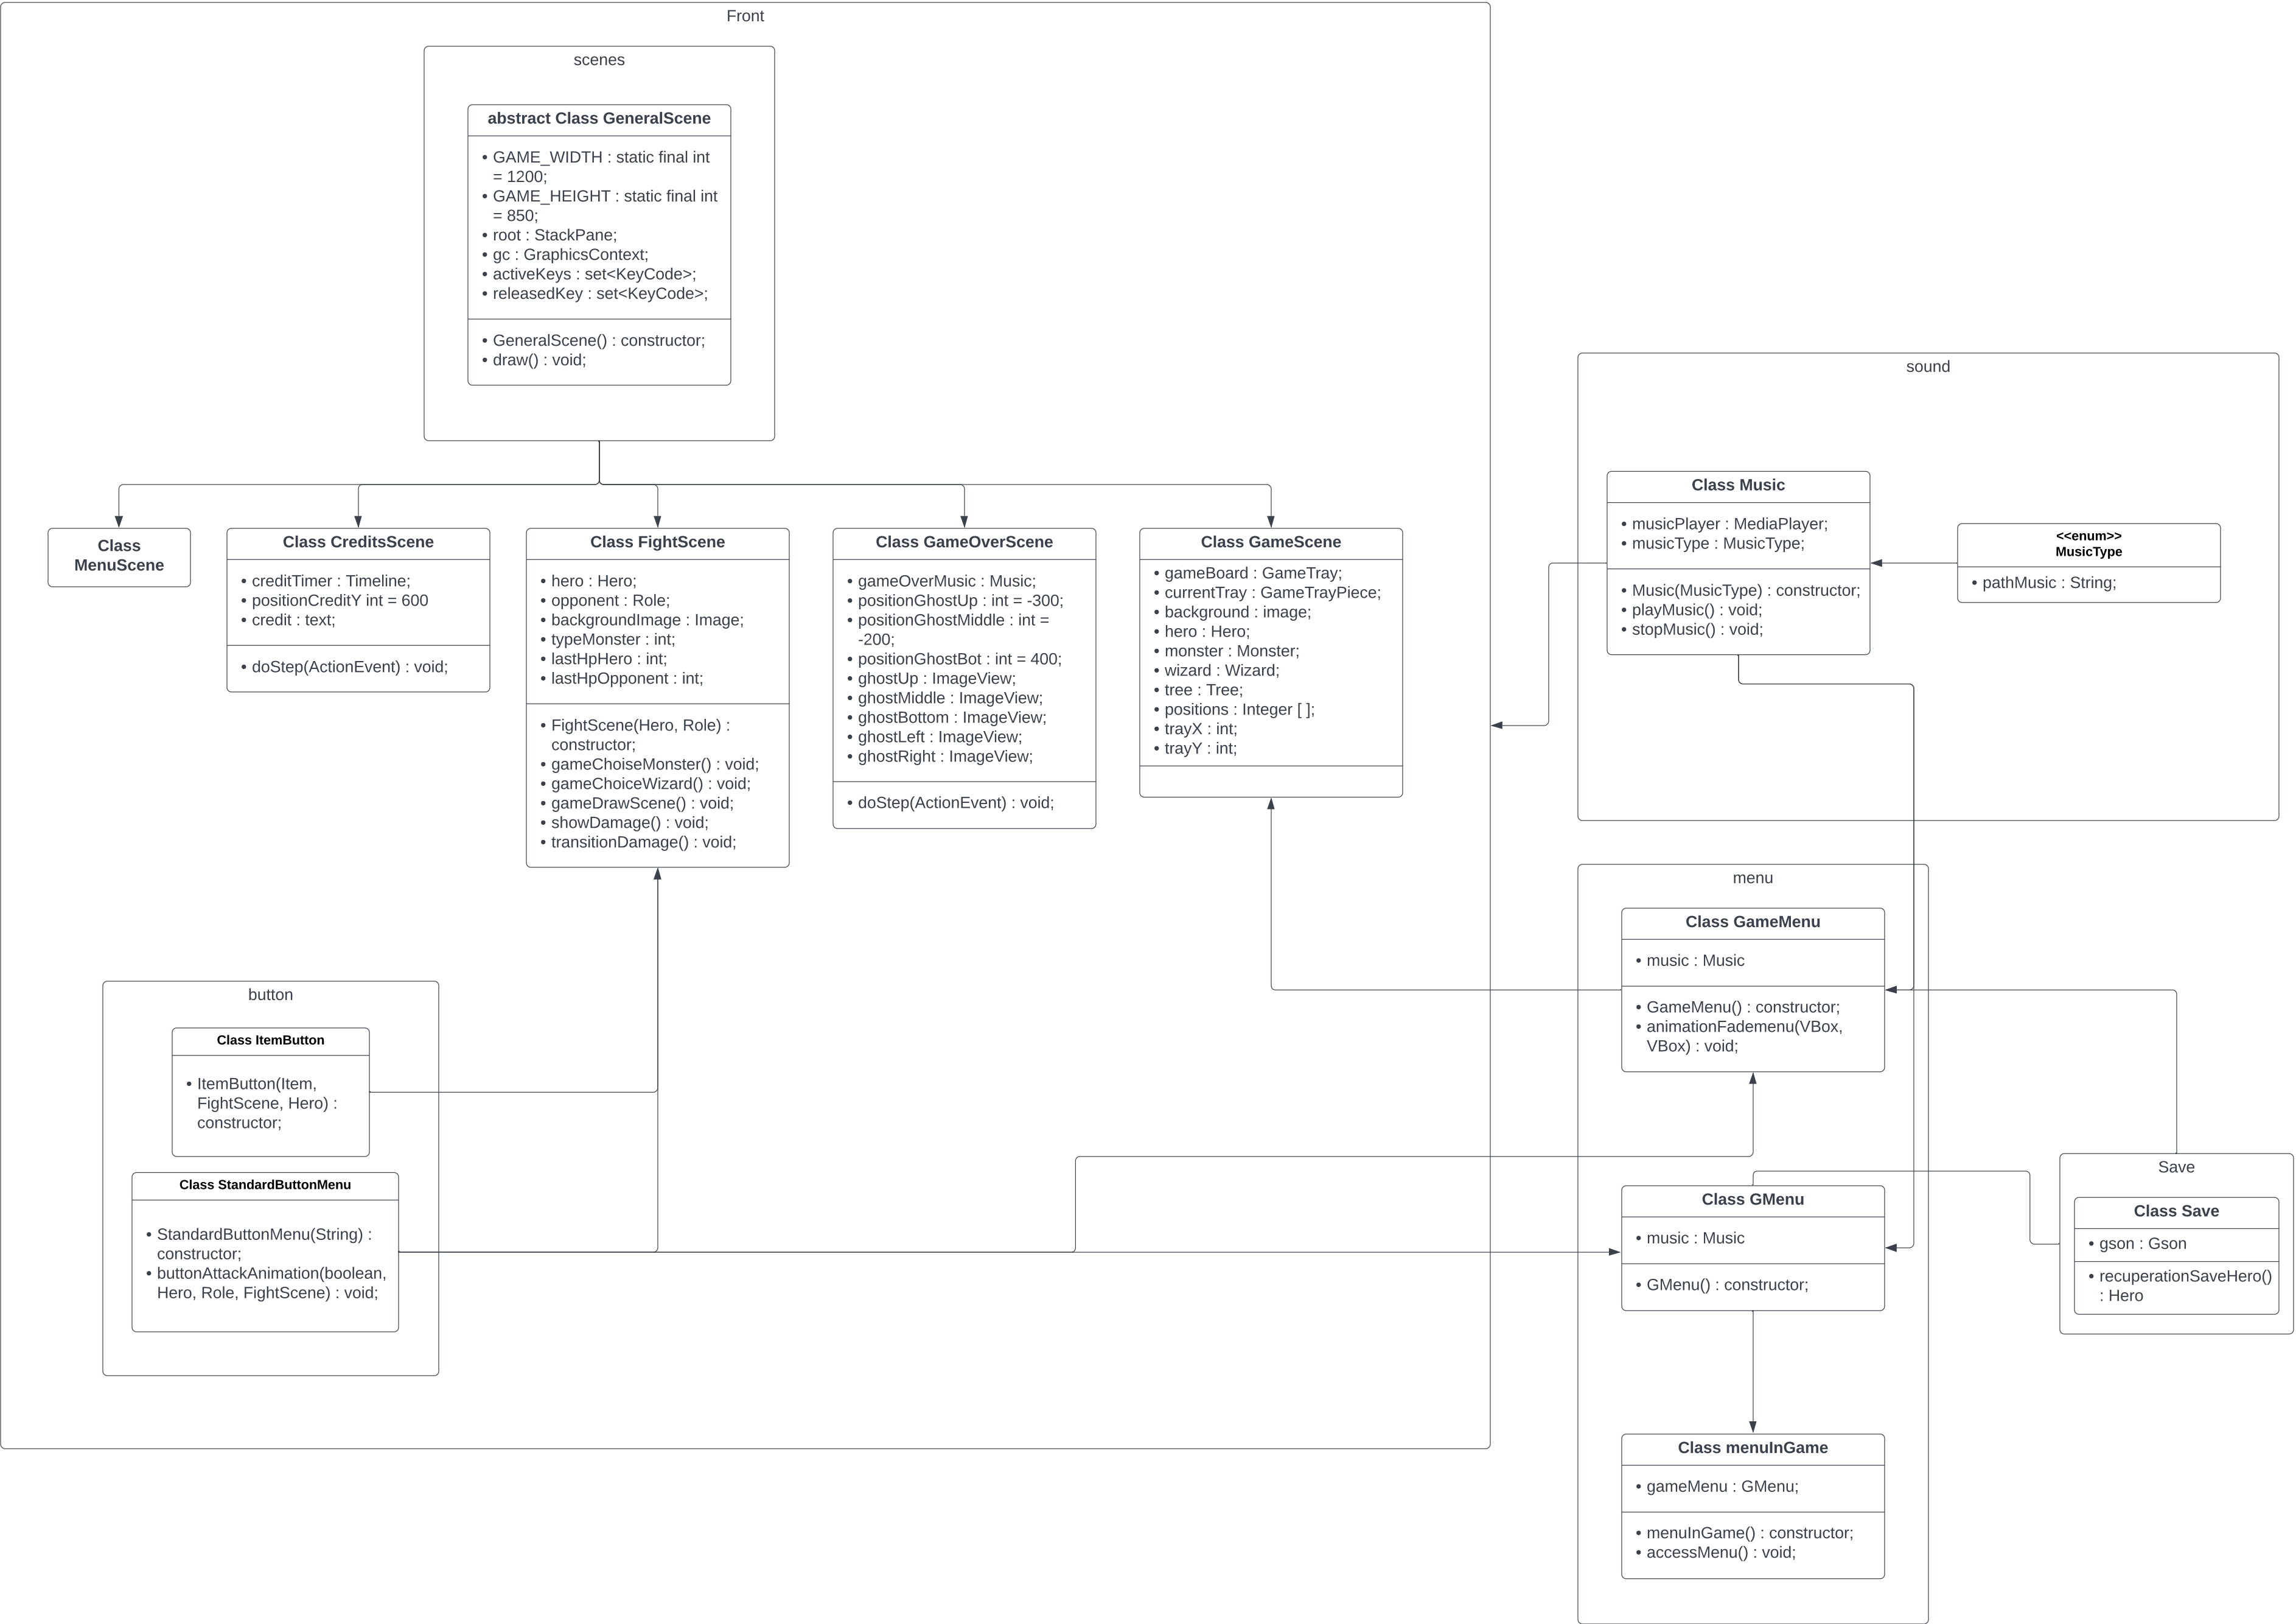 Front
scenes
abstract Class GeneralScene
• GAME_WIDTH : static final int
= 1200;
• GAME_HEIGHT : static final int
= 850;
• root : StackPane;
• gc : GraphicsContext;
• activeKeys : set<KeyCode>;
• releasedKey : set<KeyCode>;
• GeneralScene() : constructor;
• draw() : void;
Class
MenuScene
Class CreditsScene
• creditTimer : Timeline;
• positionCreditY int = 600
• credit : text;
• doStep(ActionEvent) : void;
Class FightScene
• hero : Hero;
• opponent : Role;
• backgroundImage : Image;
• typeMonster : int;
• lastHpHero : int;
• lastHpOpponent : int;
• FightScene(Hero, Role) :
constructor;
• gameChoiseMonster() : void;
• gameChoiceWizard() : void;
• gameDrawScene() : void;
• showDamage() : void;
• transitionDamage() : void;
Class GameOverScene
• gameOverMusic : Music;
• positionGhostUp : int = -300;
• positionGhostMiddle : int =
-200;
• positionGhostBot : int = 400;
• ghostUp : ImageView;
• ghostMiddle : ImageView;
• ghostBottom : ImageView;
• ghostLeft : ImageView;
• ghostRight : ImageView;
• doStep(ActionEvent) : void;
Class GameScene
• gameBoard : GameTray;
• currentTray : GameTrayPiece;
• background : image;
• hero : Hero;
• monster : Monster;
• wizard : Wizard;
• tree : Tree;
• positions : Integer [ ];
• trayX : int;
• trayY : int;
button
Class ItemButton
• ItemButton(Item,
FightScene, Hero) :
constructor;
Class StandardButtonMenu
• StandardButtonMenu(String) :
constructor;
• buttonAttackAnimation(boolean,
Hero, Role, FightScene) : void;
sound
Class Music
• musicPlayer : MediaPlayer;
• musicType : MusicType;
• Music(MusicType) : constructor;
• playMusic() : void;
• stopMusic() : void;
<<enum>>
MusicType
• pathMusic : String;
menu
Class GameMenu
• music : Music
• GameMenu() : constructor;
• animationFademenu(VBox,
VBox) : void;
Class GMenu
• music : Music
• GMenu() : constructor;
Class menuInGame
• gameMenu : GMenu;
• menuInGame() : constructor;
• accessMenu() : void;
Save
Class Save
• gson : Gson
• recuperationSaveHero()
: Hero